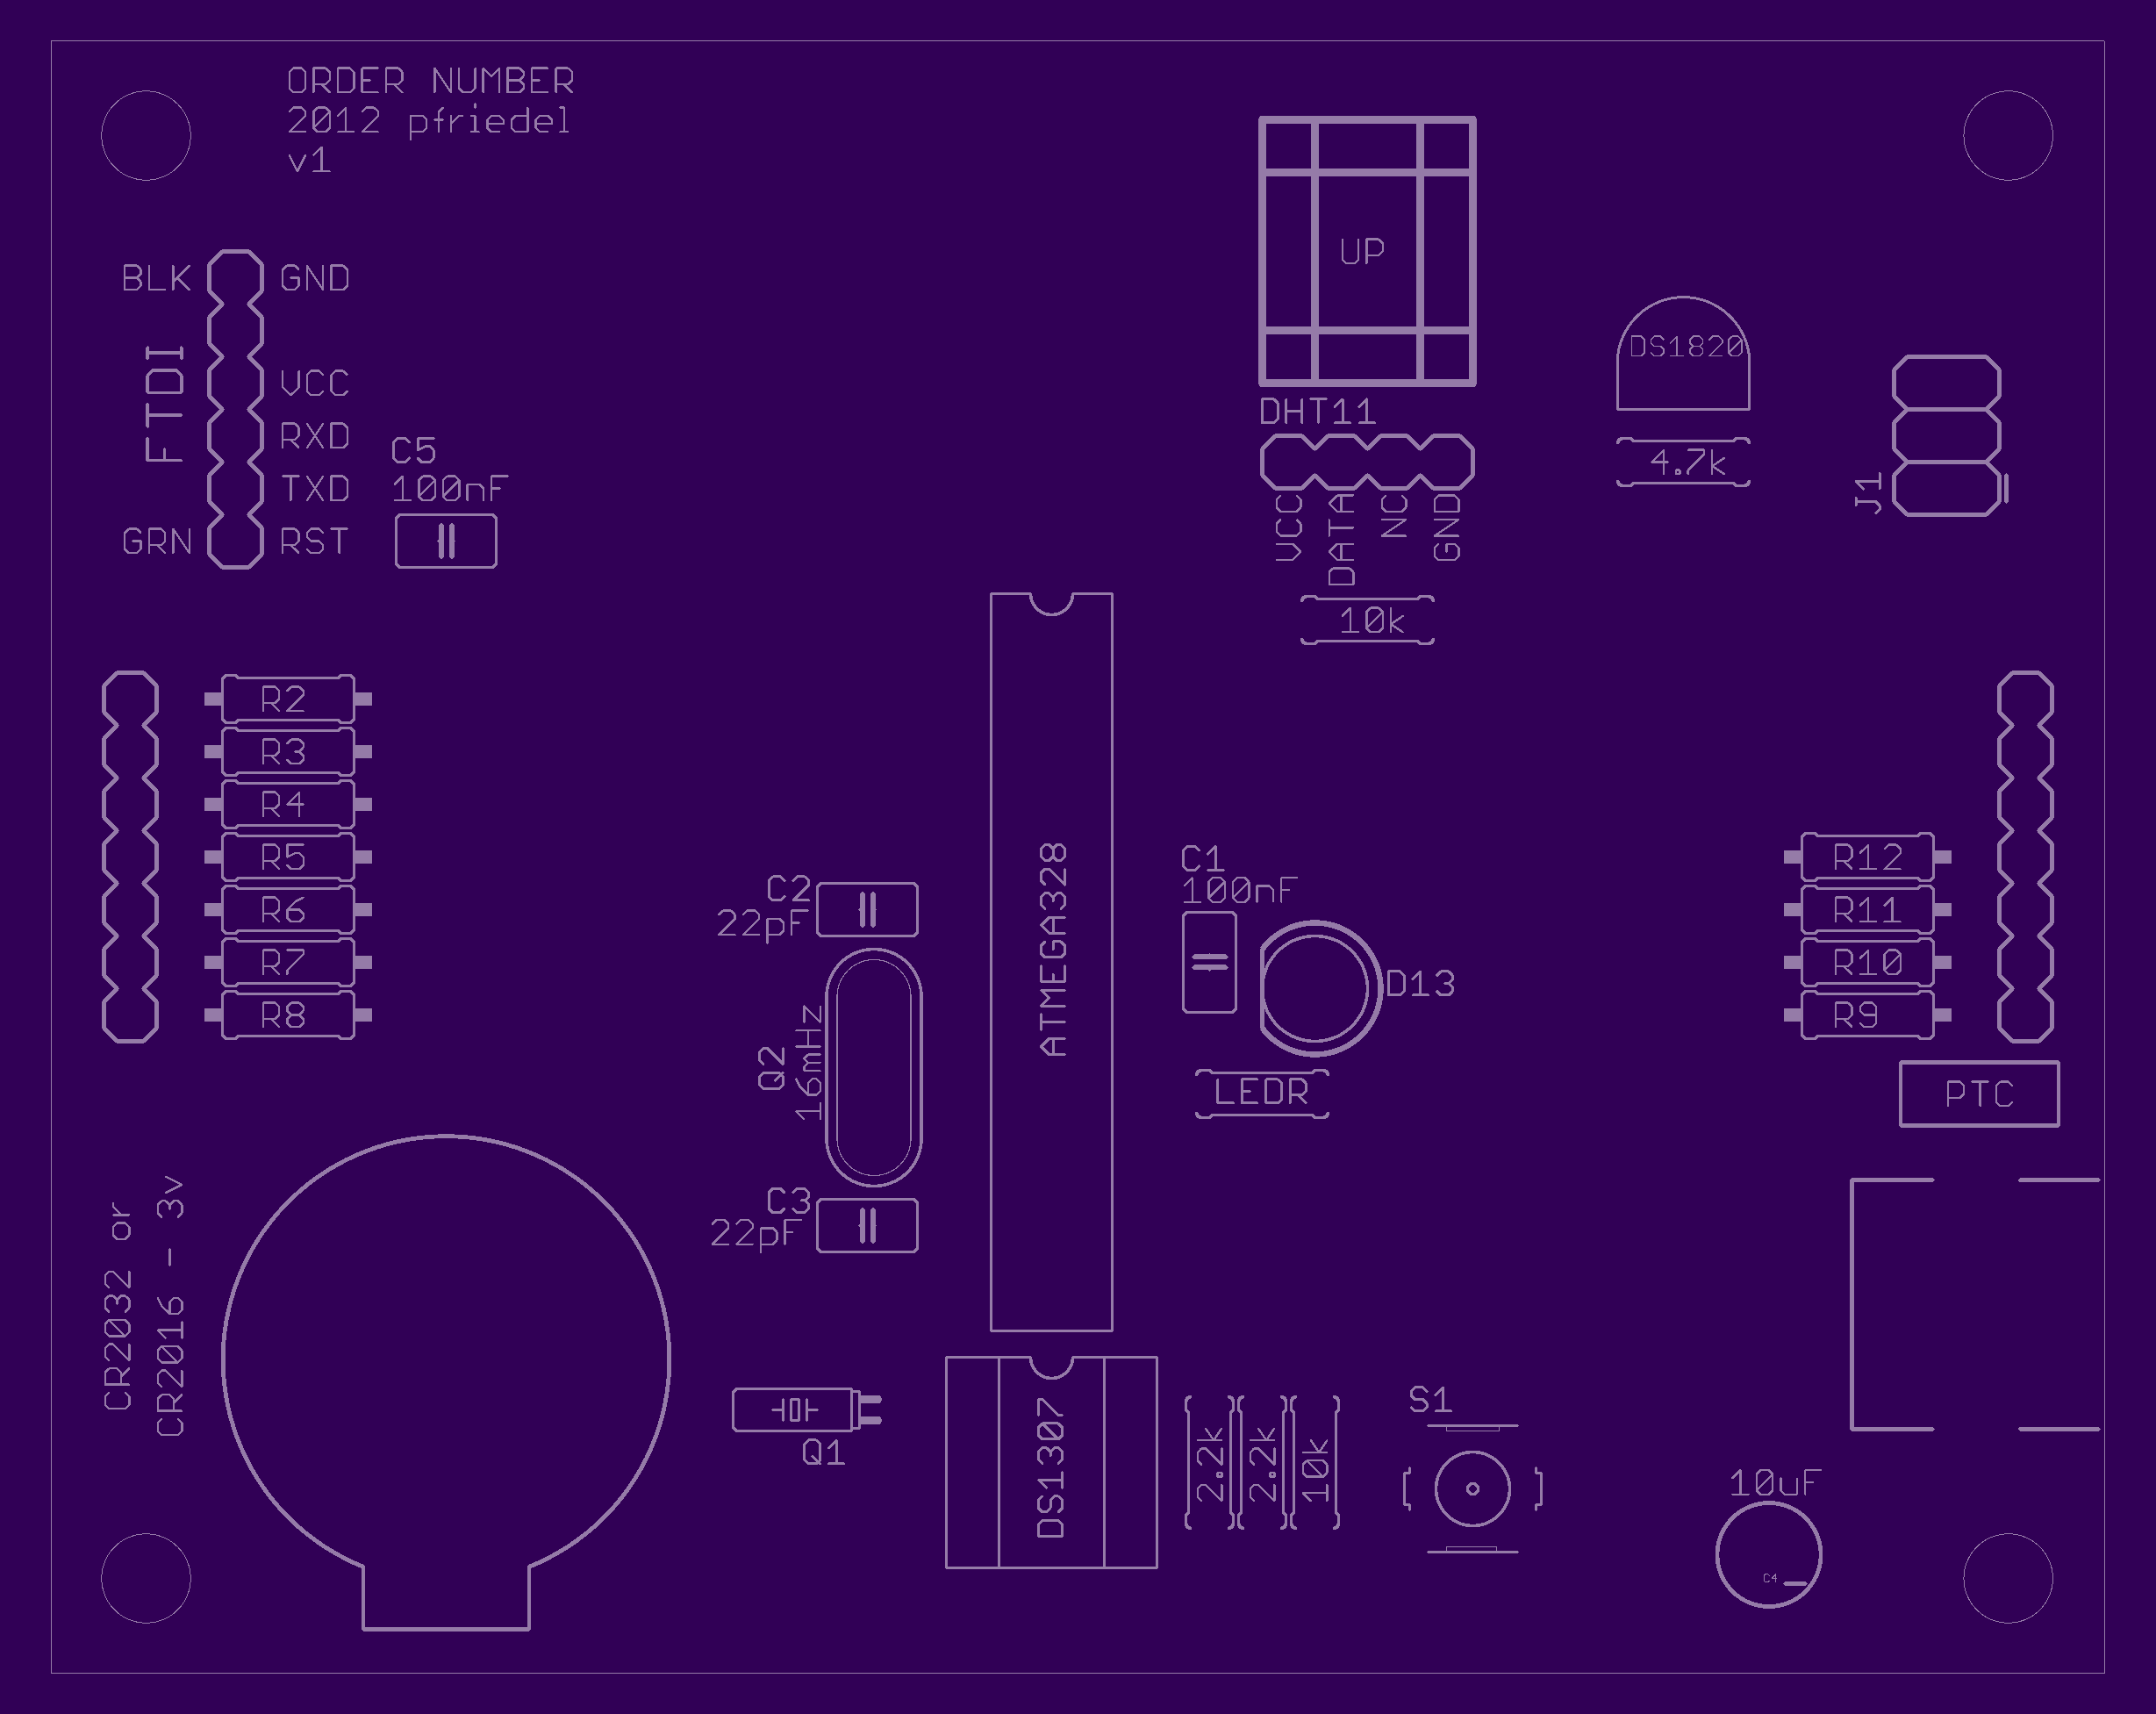 ORDER NUMBER
2012 pfriedel
v1
BLK
GND
FTDI
VCC
RXD
TXD
GRN
RST
C5
100nF
UP
DHT11
VCC
DATA
NC
GND
10k
DS1820
4.7k
J1
R2
R3
R4
R5
R6
R7
R8
C2
22pF
Q2
16mHz
C3
22pF
ATMEGA328
C1
100nF
D13
LEDR
R12
R11
R10
R9
PTC
CR2032 or
CR2016 - 3v
Q1
DS1307
2.2k
2.2k
10k
S1
10uF
C4